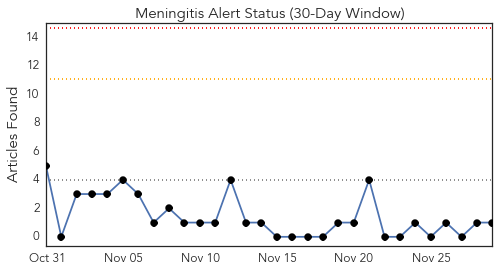 Meningitis Alert Status (30-Day Window)
Articles Found
14
12
10
8
6
4
2
0
Oct 31 Nov 05 Nov 10 Nov 15 Nov 20 Nov 25